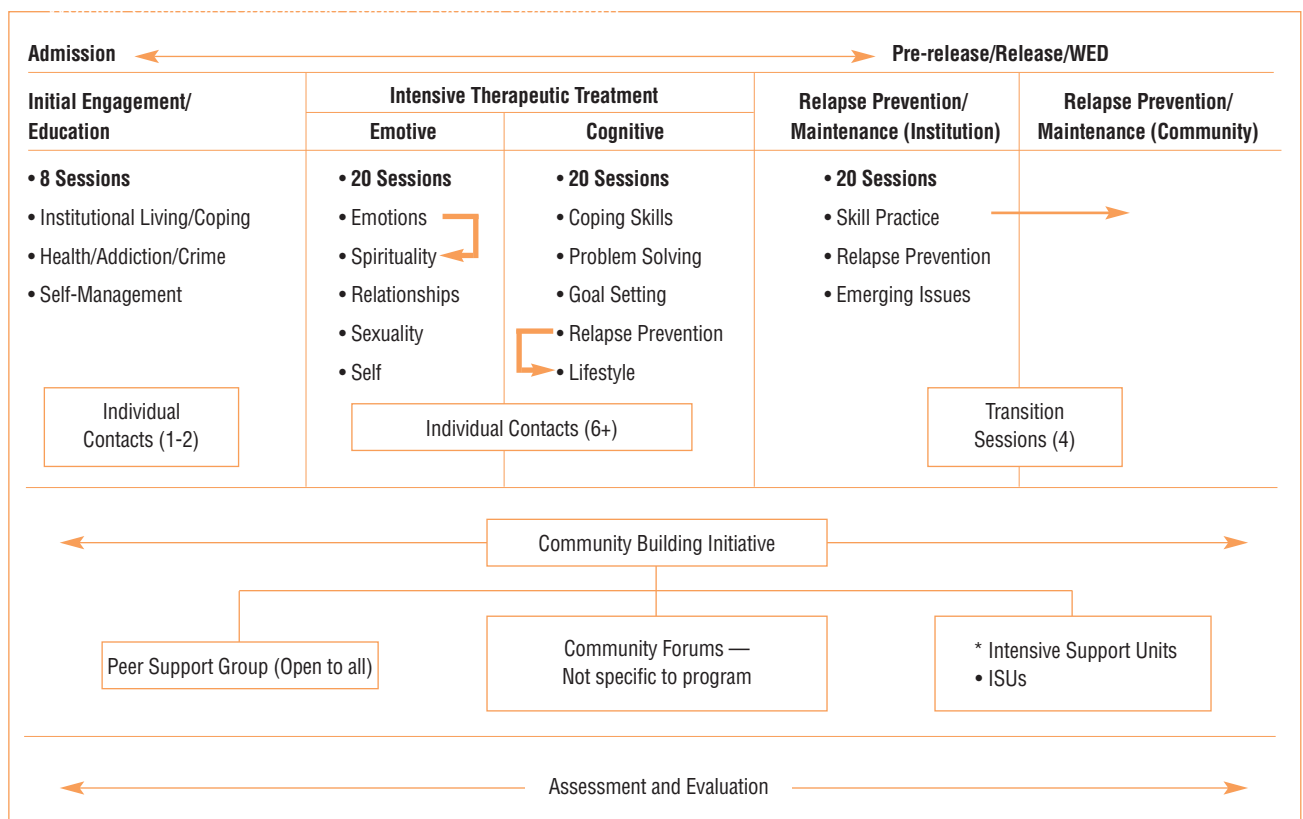 Admission
Pre-release/Release/WED
Initial Engagement/
Education
Intensive Therapeutic Treatment
Emotive
Cognitive
Relapse Prevention/
Maintenance (Institution)
Relapse Prevention/
Maintenance (Community)
• 8 Sessions
• Institutional Living/Coping
• Health/Addiction/Crime
• Self-Management
• 20 Sessions
• Emotions
• Spirituality
• Relationships
• Sexuality
• Self
• 20 Sessions
• Coping Skills
• Problem Solving
• Goal Setting
• Relapse Prevention
• Lifestyle
• 20 Sessions
• Skill Practice
• Relapse Prevention
• Emerging Issues
Individual
Contacts (1-2)
Individual Contacts (6+)
Transition
Sessions (4)
Community Building Initiative
Peer Support Group (Open to all)
Community Forums —
Not specific to program
* Intensive Support Units
• ISUs
Assessment and Evaluation